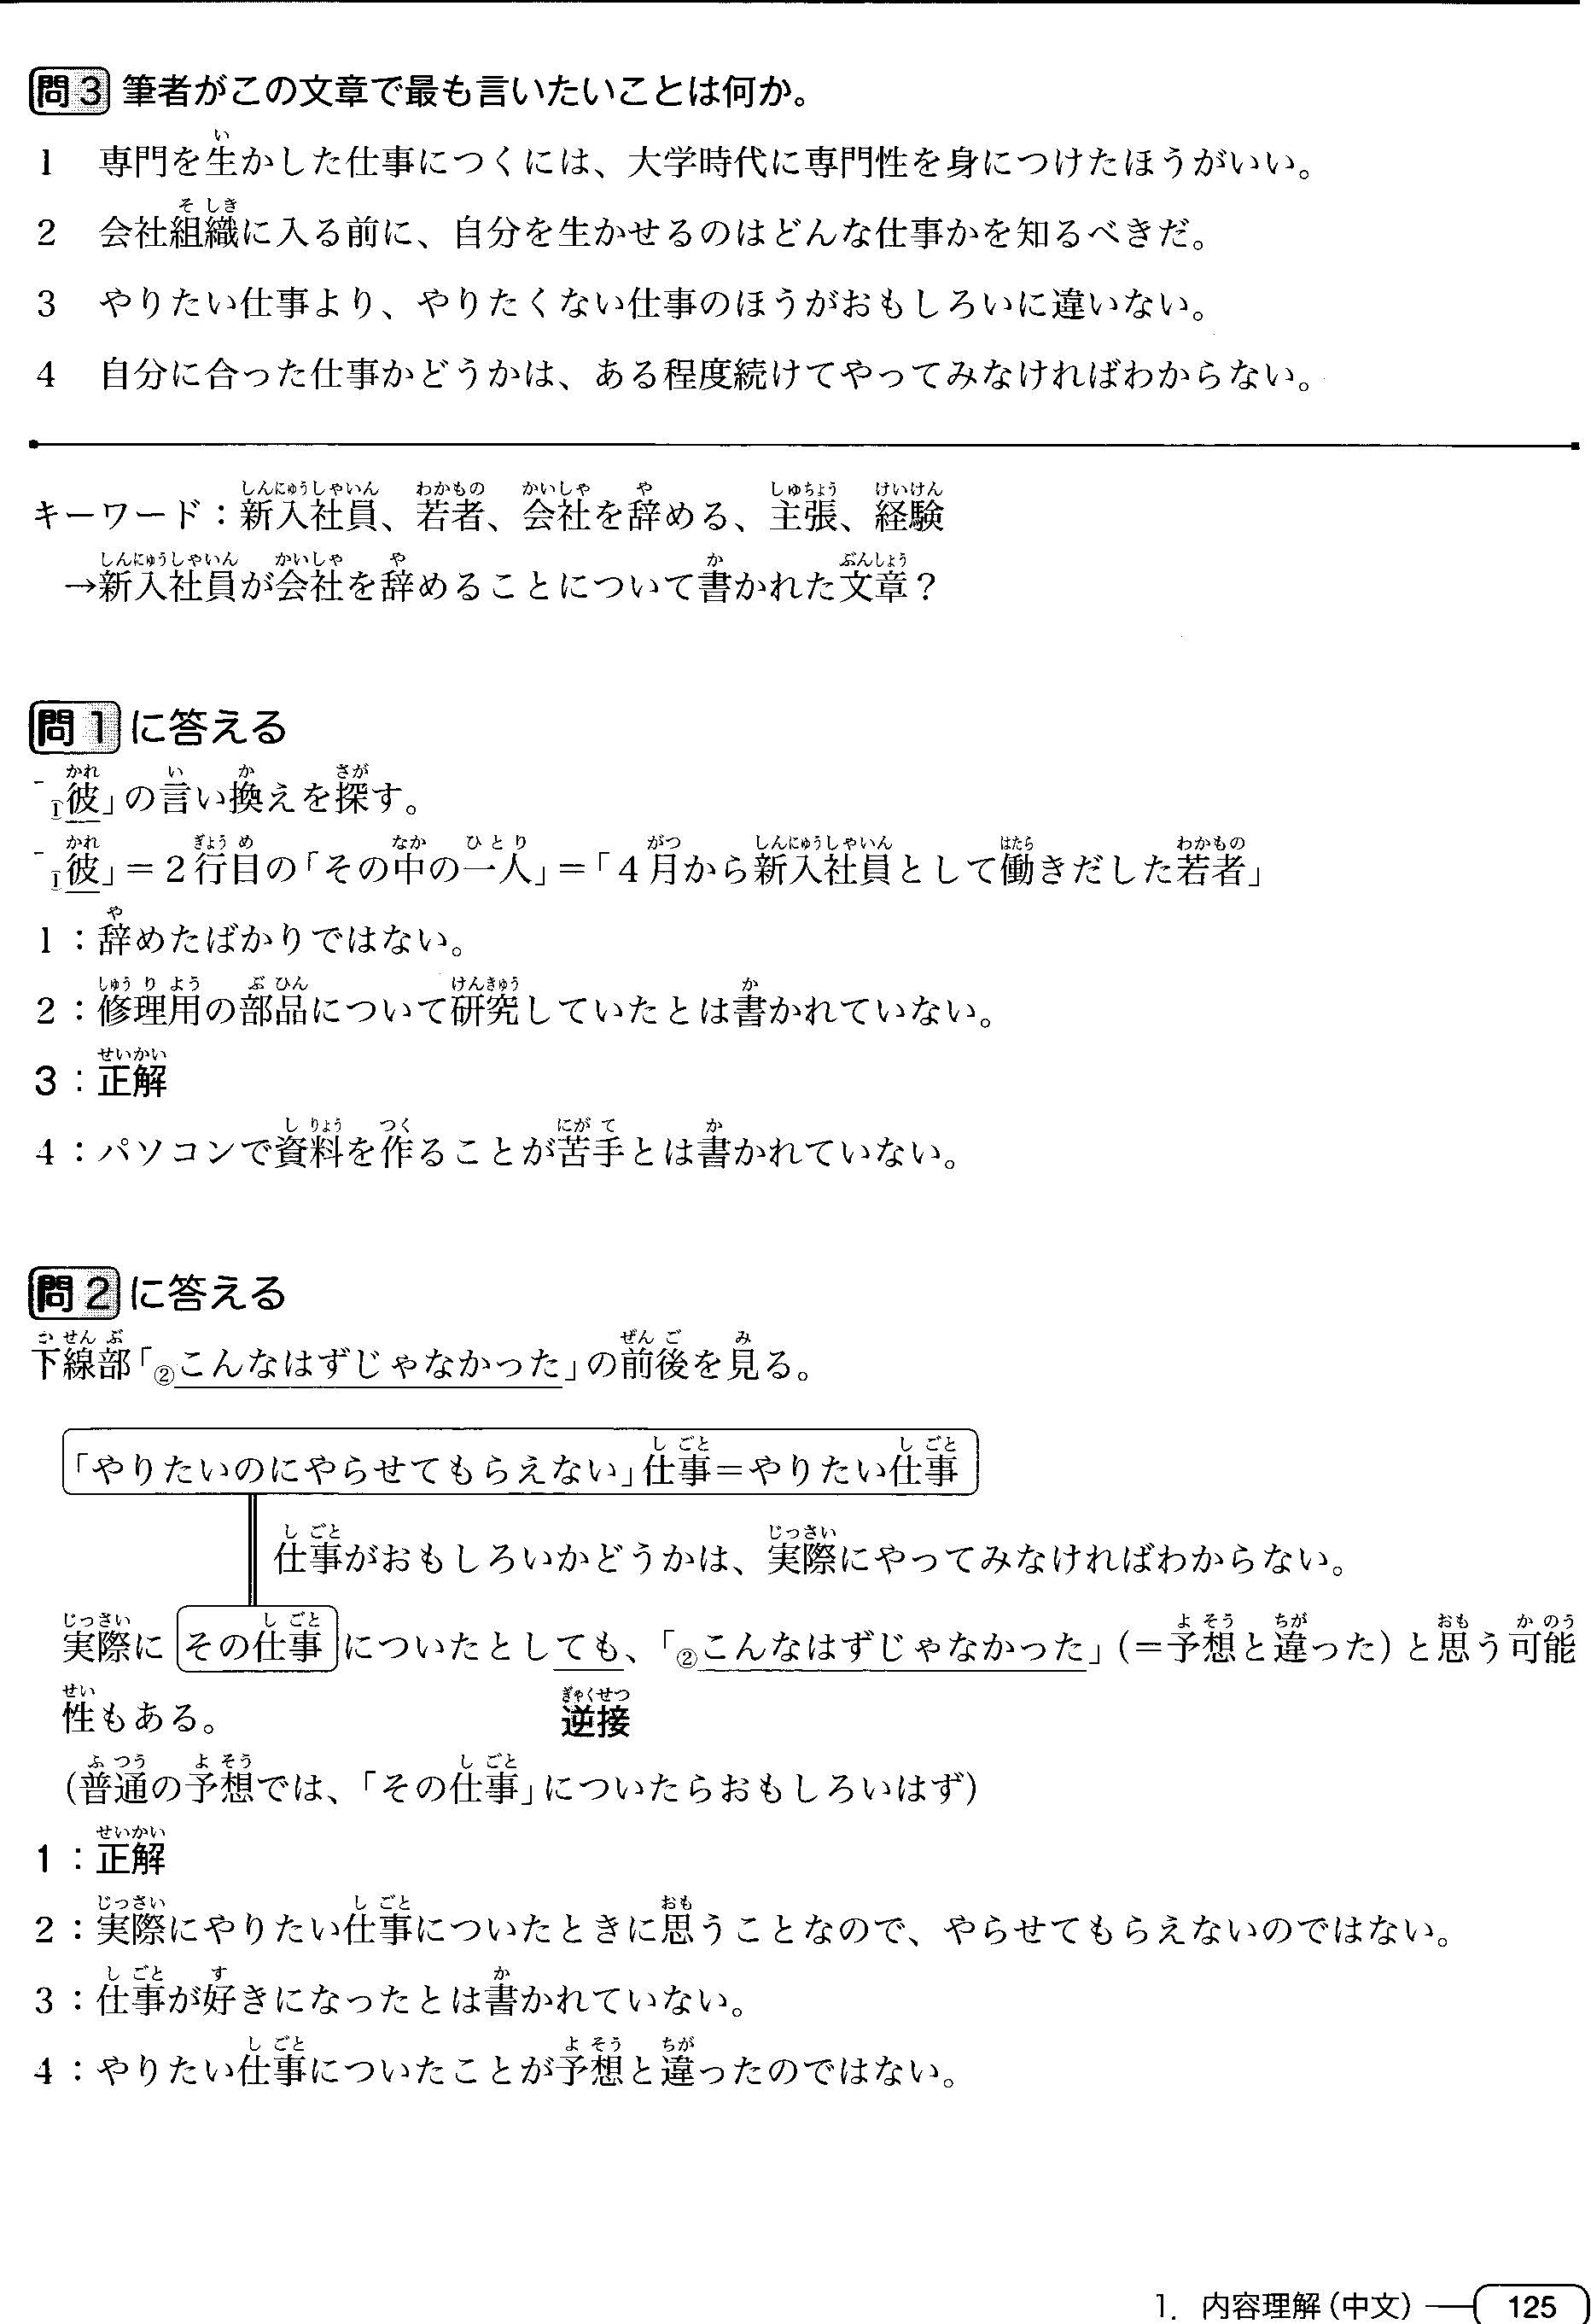 問3 筆者がこの文章で最も言いたいことは何か。
1 専門を生かした仕事につくには、大学時代に専門性を身につけたほうがいい。
2 会社組織に入る前に、自分を生かせるのはどんな仕事かを知るべきだ。
3 やりたい仕事より、やりたくない仕事のほうがおもしろいに違いない。
4 自分に合った仕事かどうかは、ある程度続けてやってみなければわからない。
キーワード：新入社員、若者、会社を辞める、主張、経験
→新入社員が会社を辞めることについて書かれた文章？
問1に答える
「①彼」の言い換えを探す。
「①彼」＝2行目の「その中の一人」＝「4月から新入社員として働きだした若者」
1：辞めたばかりではない。
2：修理用の部品について研究していたとは書かれていない。
3：正解
4：パソコンで資料を作ることが苦手とは書かれていない。
問2に答える
下線部「②こんなはずじゃなかった」の前後を見る。
「やりたいのにやらせてもらえない」仕事＝やりたい仕事
仕事がおもしろいかどうかは、実際にやってみなければわからない。
実際にその仕事についたとしても、「②こんなはずじゃなかった」（＝予想と違った）と思う可能
性もある。 逆接
（普通の予想では、「その仕事」についたらおもしろいはず）
1：正解
2：実際にやりたい仕事についたときに思うことなので、やらせてもらえないのではない。
3：仕事が好きになったとは書かれていない。
4：やりたい仕事についたことが予想と違ったのではない。
1．内容理解（中文） 125